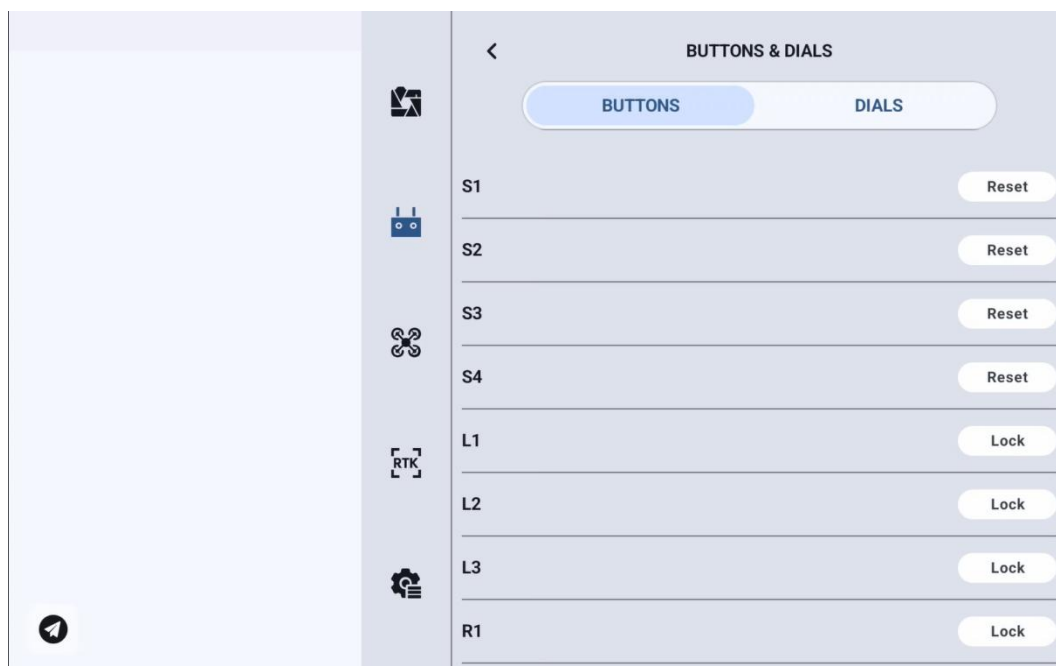 BUTTONS & DIALS
BUTTONS DIALS
S1 Reset
S2 Reset
S3 Reset
S4 Reset
L1 Lock
RTK
L2 Lock
L3 Lock
R1 Lock